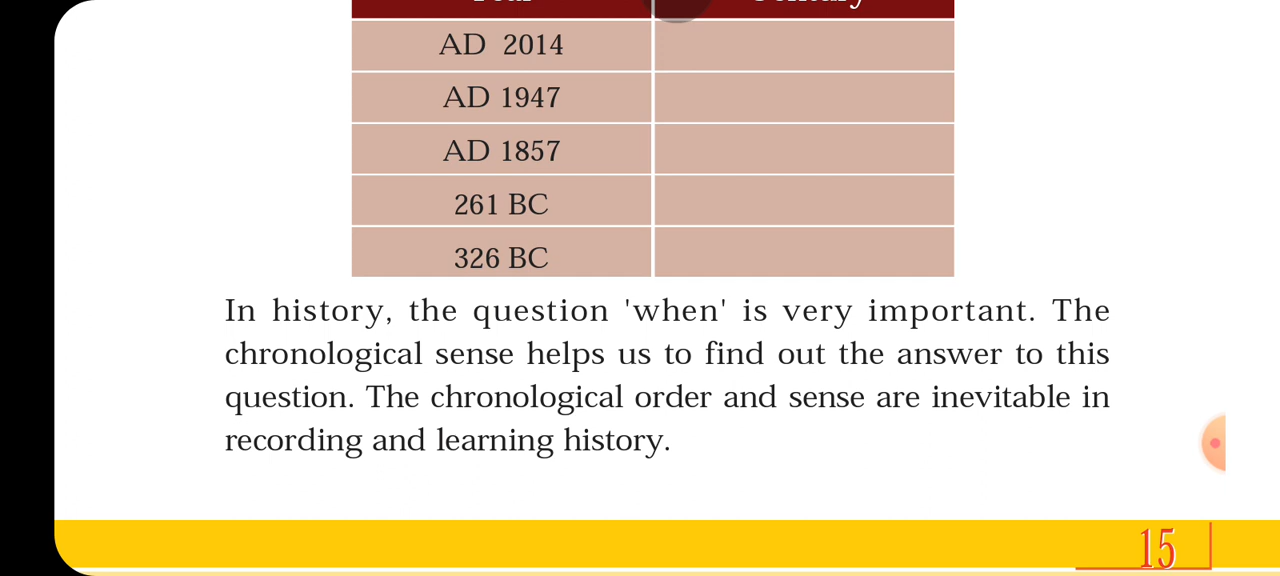 Year Century
AD 2014
AD 1947
AD 1857
261 BC
326 BC
In history, the question 'when' is very important. The
chronological sense helps us to find out the answer to this
question. The chronological order and sense are inevitable in
recording and learning history.
15